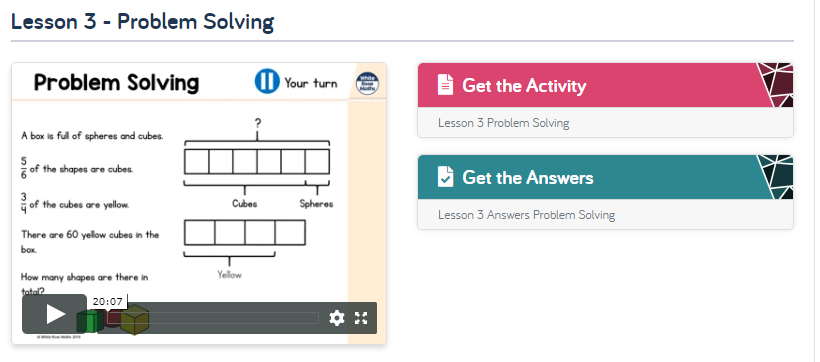 Lesson 3 - Problem Solving
Problem Solving
Your turn
White
Rose
Maths
A box is full of spheres and cubes.
5/6 of the shapes are cubes.
3/4 of the cubes are yellow.
There are 60 yellow cubes in the
box.
How many shapes are there in
total?
?
Cubes
Spheres
Yellow
20:07
© White Rose Maths 2019
Get the Activity
Lesson 3 Problem Solving
Get the Answers
Lesson 3 Answers Problem Solving